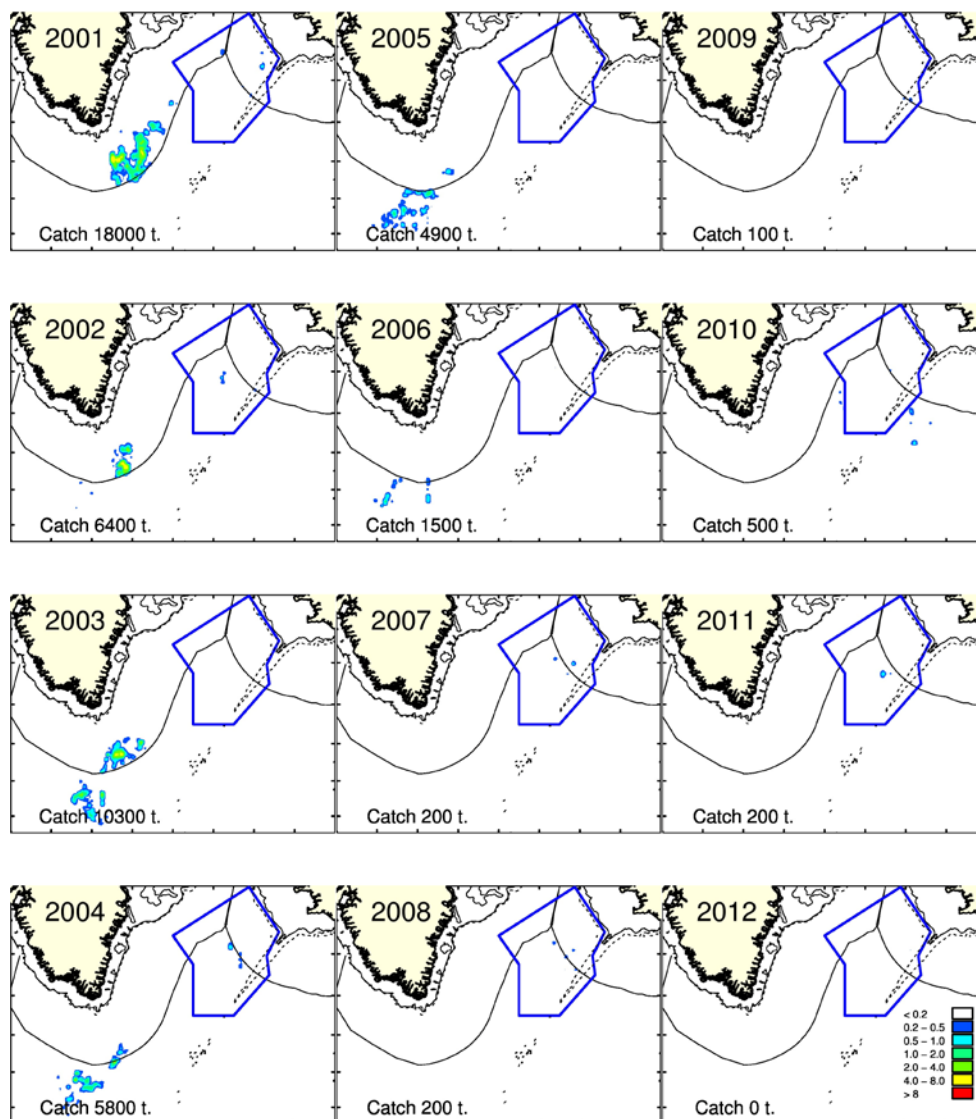 2001
Catch 18000 t.
2005
Catch 4900 t.
2009
Catch 100 t.
2002
Catch 6400 t.
2006
Catch 1500 t.
2010
Catch 500 t.
2003
Catch 10300 t.
2007
Catch 200 t.
2011
Catch 200 t.
2004
Catch 5800 t.
2008
Catch 200 t.
2012
Catch 0 t.
< 0.2
0.2 – 0.5
0.5 – 1.0
1.0 – 2.0
2.0 – 4.0
4.0 – 8.0
> 8